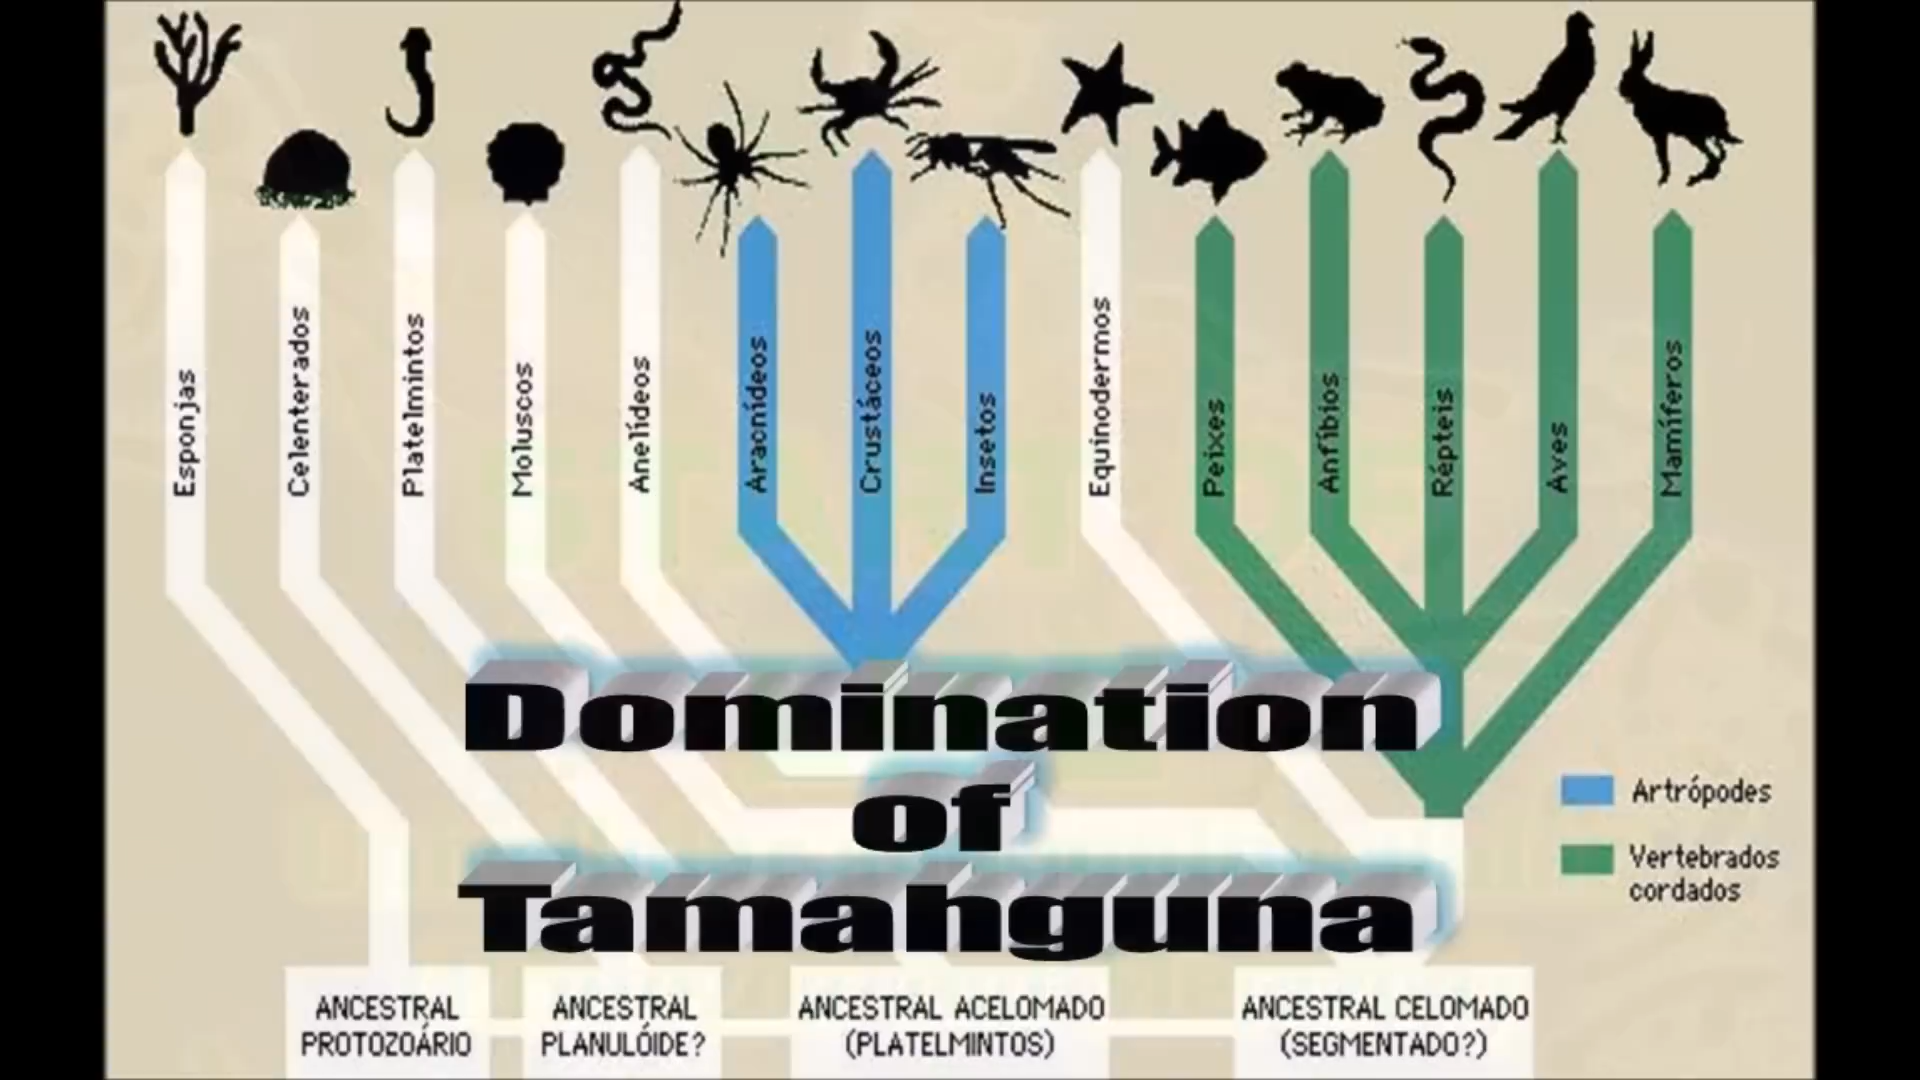 Esponjas
Celenterados
Platelmintos
Moluscos
Anelídeos
Aracnídeos
Crustáceos
Insetos
Equinodermos
Peixes
Anfíbios
Répteis
Aves
Mamíferos
Domination
of
Tamahguna
Artrópodes
Vertebrados
cordados
ANCESTRAL
PROTOZOÁRIO
ANCESTRAL
PLANULÓIDE?
ANCESTRAL ACELOMADO
(PLATELMINTOS)
ANCESTRAL CELOMADO
(SEGMENTADO?)